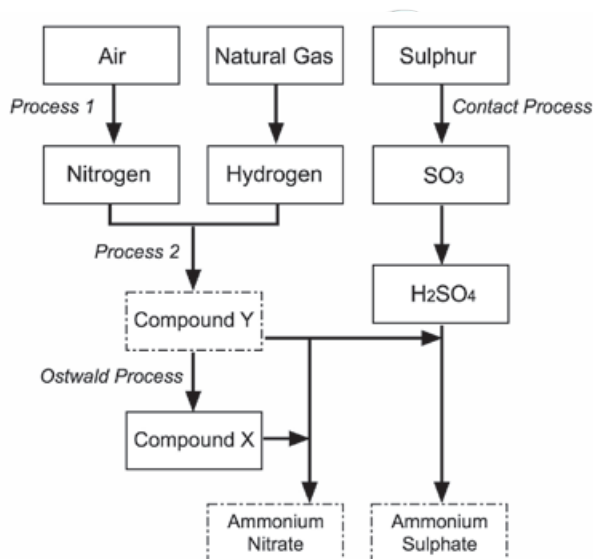 Air
Natural Gas
Sulphur
Process 1
Contact Process
Nitrogen
Hydrogen
SO3
Process 2
H2SO4
Compound Y
Ostwald Process
Compound X
Ammonium
Nitrate
Ammonium
Sulphate